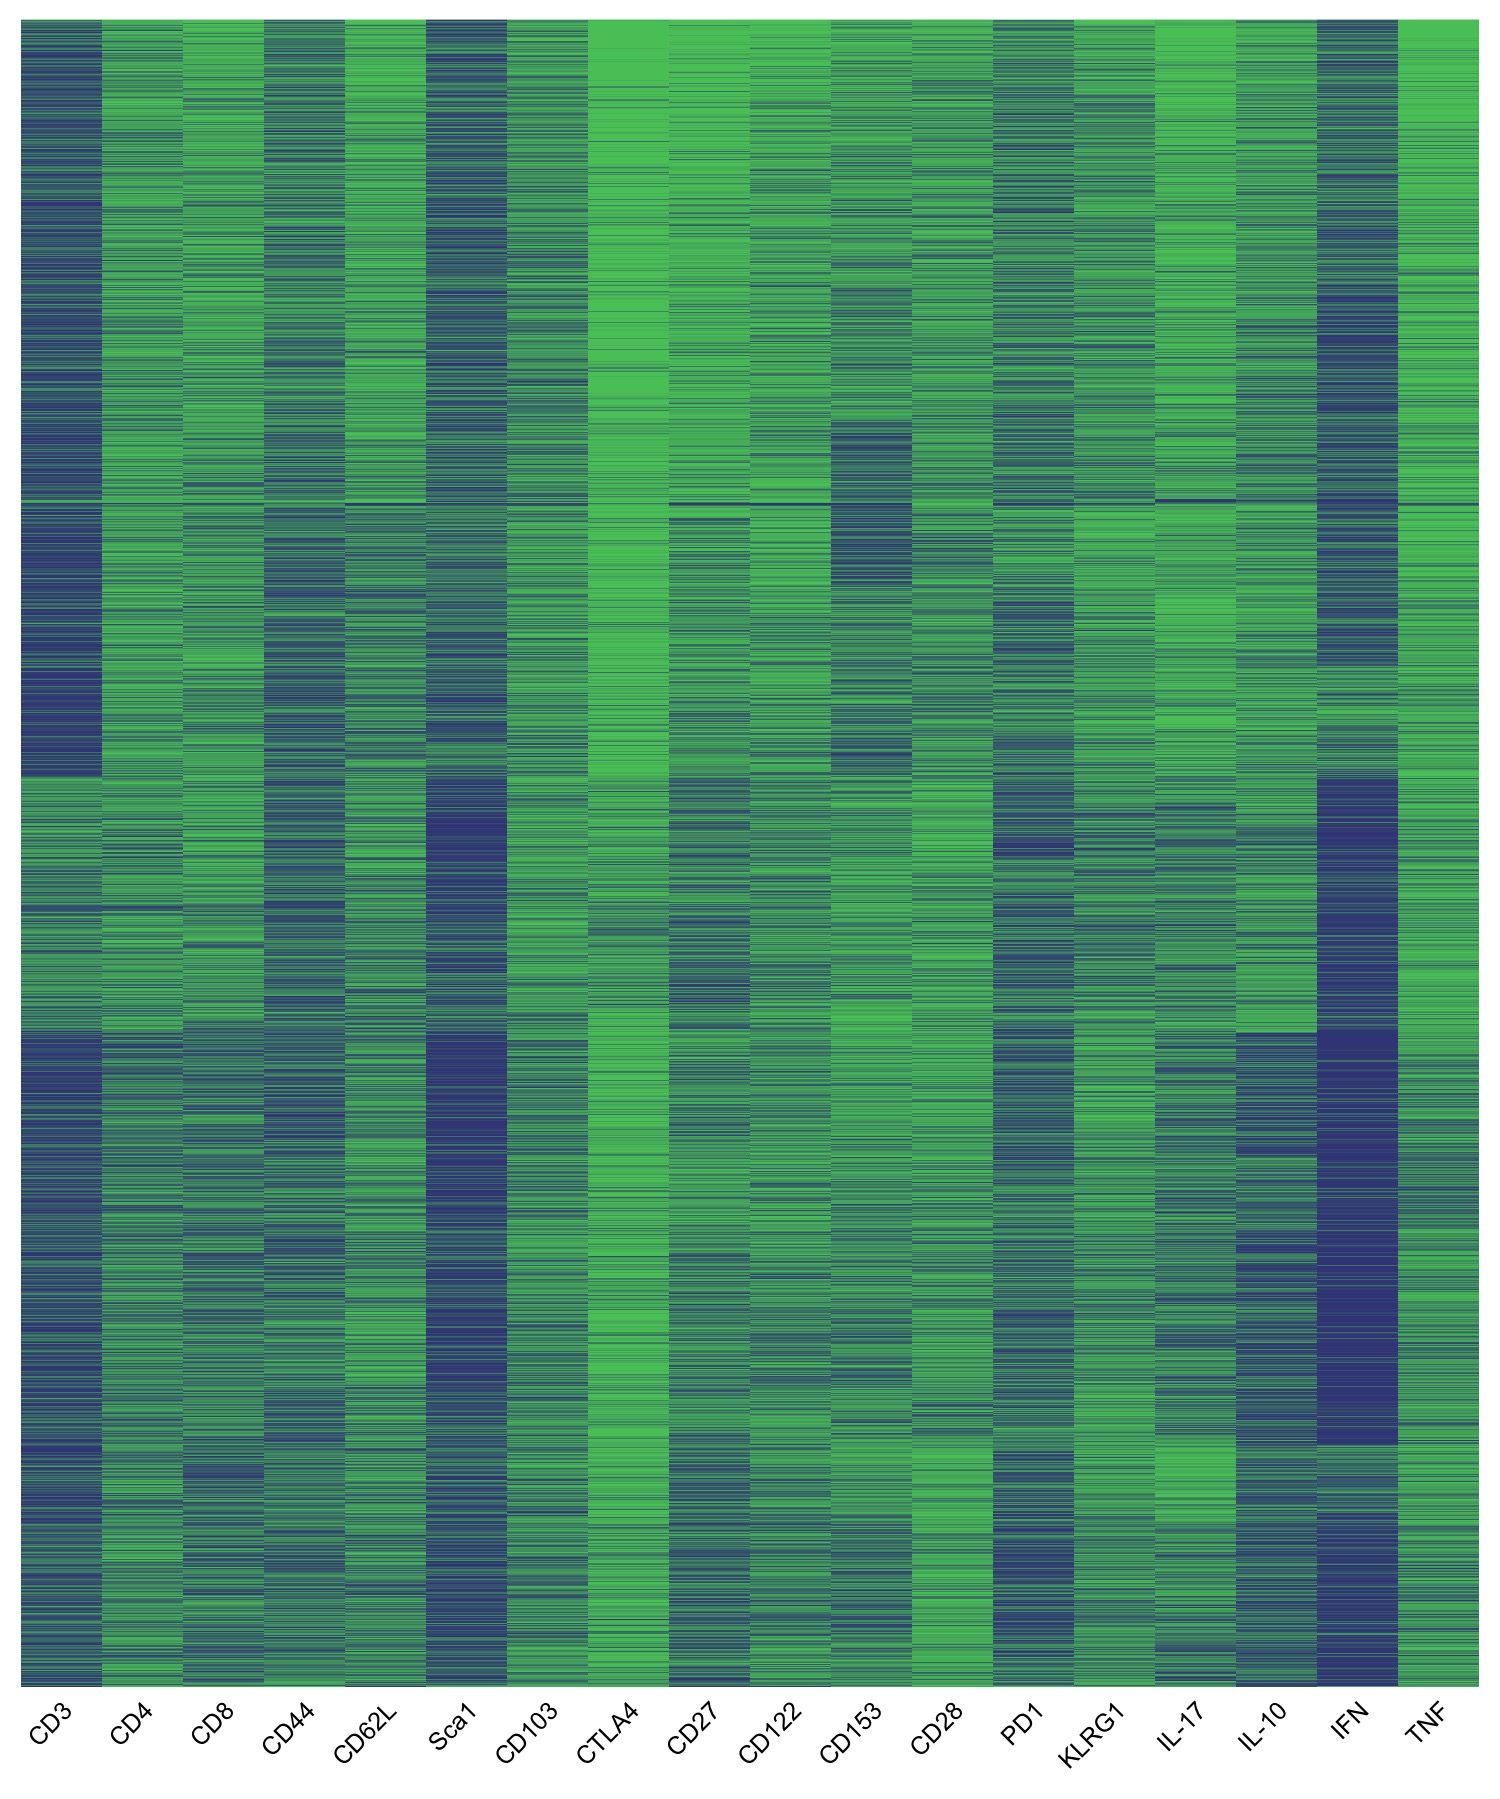 CD3
CD4
CD8
CD44
CD62L
Sca1
CD103
CTLA4
CD27
CD122
CD153
CD28
PD1
KLRG1
IL-17
IL-10
IFN
TNF